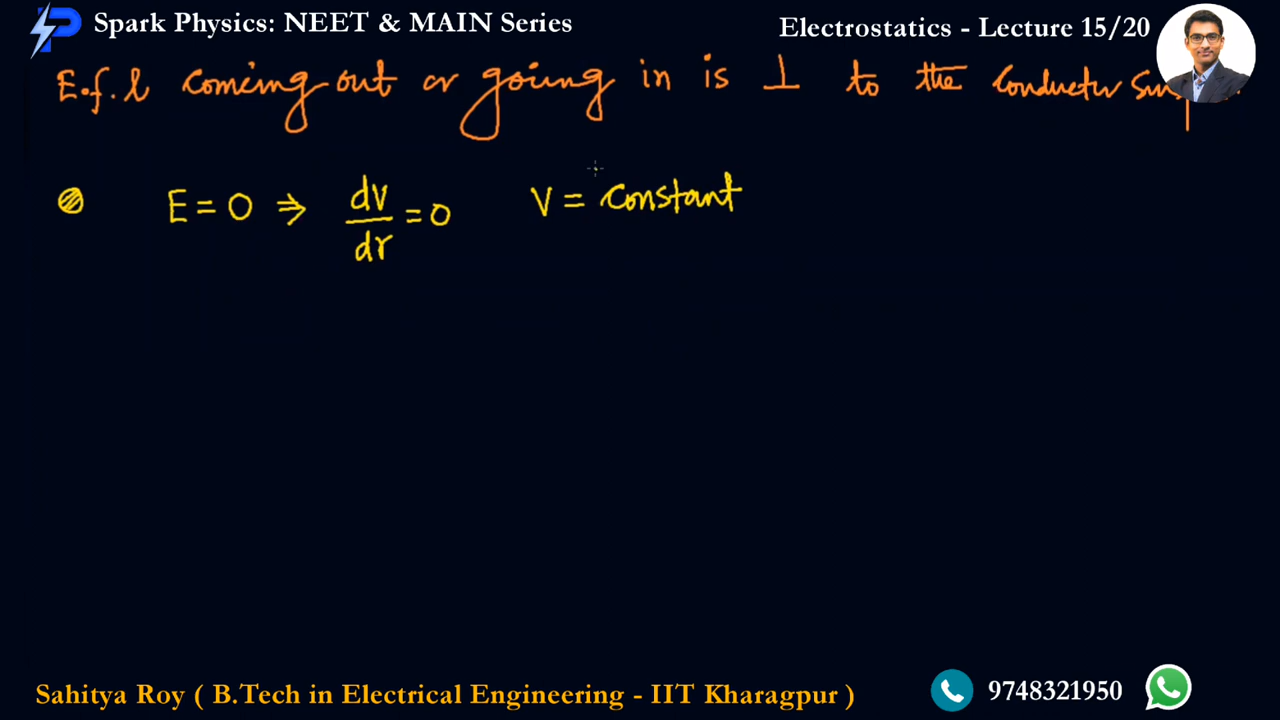 Spark Physics: NEET & MAIN Series
Electrostatics - Lecture 15/20
E.f.l coming out or going in is ⊥ to the conductor
E = 0 ⇒ dv/dr = 0 V = constant
Sahitya Roy ( B.Tech in Electrical Engineering - IIT Kharagpur )
9748321950